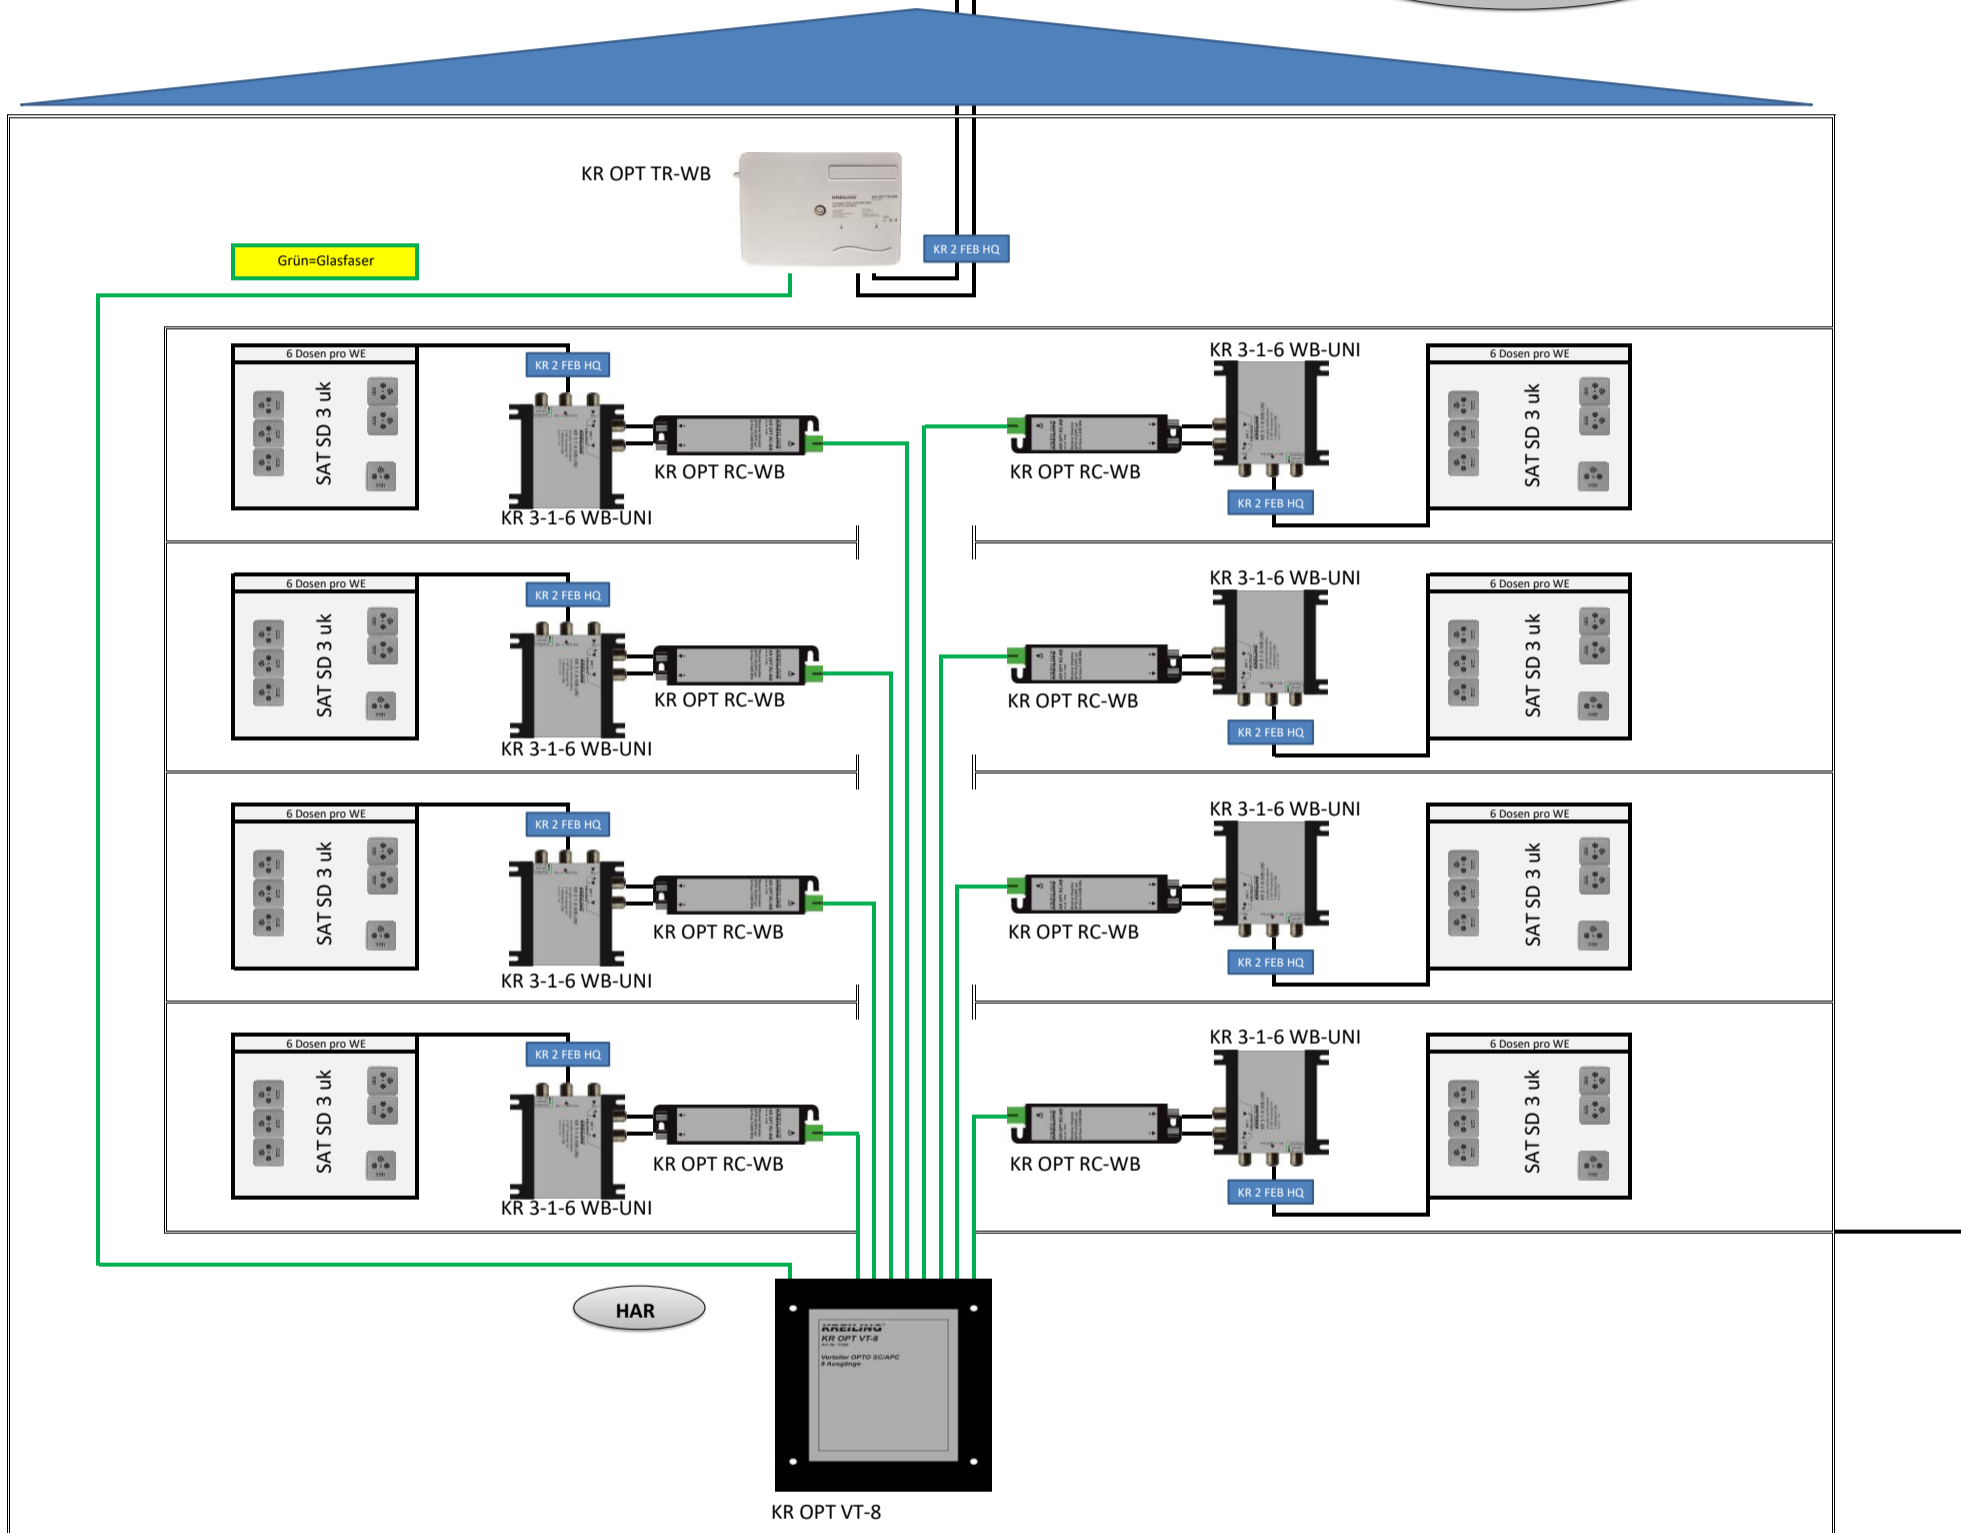 KR OPT TR-WB
KREILING
KR 2 FEB HQ
Grün=Glasfaser
6 Dosen pro WE
SAT SD 3 uk
KR 2 FEB HQ
KR OPT RC-WB
KR 3-1-6 WB-UNI
KR 3-1-6 WB-UNI
KR OPT RC-WB
KR 2 FEB HQ
6 Dosen pro WE
SAT SD 3 uk
6 Dosen pro WE
SAT SD 3 uk
KR 2 FEB HQ
KR OPT RC-WB
KR 3-1-6 WB-UNI
KR 3-1-6 WB-UNI
KR OPT RC-WB
KR 2 FEB HQ
6 Dosen pro WE
SAT SD 3 uk
6 Dosen pro WE
SAT SD 3 uk
KR 2 FEB HQ
KR OPT RC-WB
KR 3-1-6 WB-UNI
KR 3-1-6 WB-UNI
KR OPT RC-WB
KR 2 FEB HQ
6 Dosen pro WE
SAT SD 3 uk
6 Dosen pro WE
SAT SD 3 uk
KR 2 FEB HQ
KR OPT RC-WB
KR 3-1-6 WB-UNI
KR 3-1-6 WB-UNI
KR OPT RC-WB
KR 2 FEB HQ
6 Dosen pro WE
SAT SD 3 uk
HAR
KREILING
KR OPT VT-8
Verteiler OPTO SC/APC
8 Ausgänge
KR OPT VT-8